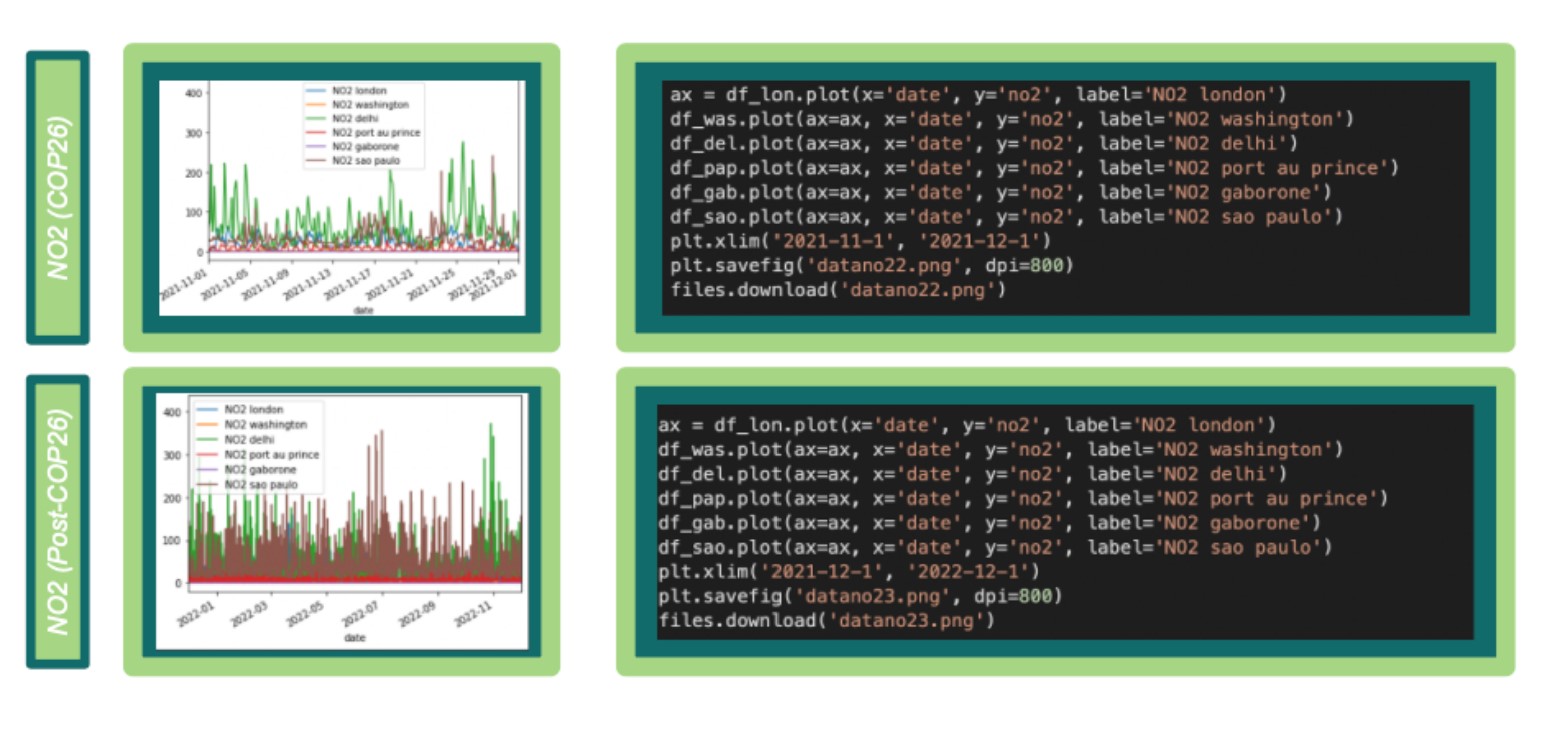 NO2 (COP26)
400
300
200
100
0
NO2 london
NO2 washington
NO2 delhi
NO2 port au prince
NO2 gaborone
NO2 sao paulo
2021-11-01
2021-11-05
2021-11-09
2021-11-13
2021-11-17
2021-11-21
2021-11-25
2021-11-29
2021-12-01
date
ax = df_lon.plot(x='date', y='no2', label='NO2 london')
df_was.plot(ax=ax, x='date', y='no2', label='NO2 washington')
df_del.plot(ax=ax, x='date', y='no2', label='NO2 delhi')
df_pap.plot(ax=ax, x='date', y='no2', label='NO2 port au prince')
df_gab.plot(ax=ax, x='date', y='no2', label='NO2 gaborone')
df_sao.plot(ax=ax, x='date', y='no2', label='NO2 sao paulo')
plt.xlim('2021-11-1', '2021-12-1')
plt.savefig('datano22.png', dpi=800)
files.download('datano22.png')
NO2 (Post-COP26)
400
300
200
100
0
NO2 london
NO2 washington
NO2 delhi
NO2 port au prince
NO2 gaborone
NO2 sao paulo
2022-01
2022-03
2022-05
2022-07
2022-09
2022-11
date
ax = df_lon.plot(x='date', y='no2', label='NO2 london')
df_was.plot(ax=ax, x='date', y='no2', label='NO2 washington')
df_del.plot(ax=ax, x='date', y='no2', label='NO2 delhi')
df_pap.plot(ax=ax, x='date', y='no2', label='NO2 port au prince')
df_gab.plot(ax=ax, x='date', y='no2', label='NO2 gaborone')
df_sao.plot(ax=ax, x='date', y='no2', label='NO2 sao paulo')
plt.xlim('2021-12-1', '2022-12-1')
plt.savefig('datano23.png', dpi=800)
files.download('datano23.png')